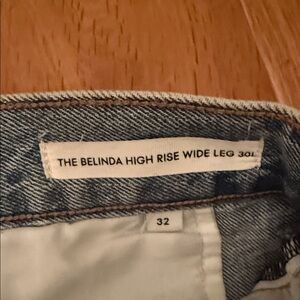 THE BELINDA HIGH RISE WIDE LEG 30L
32